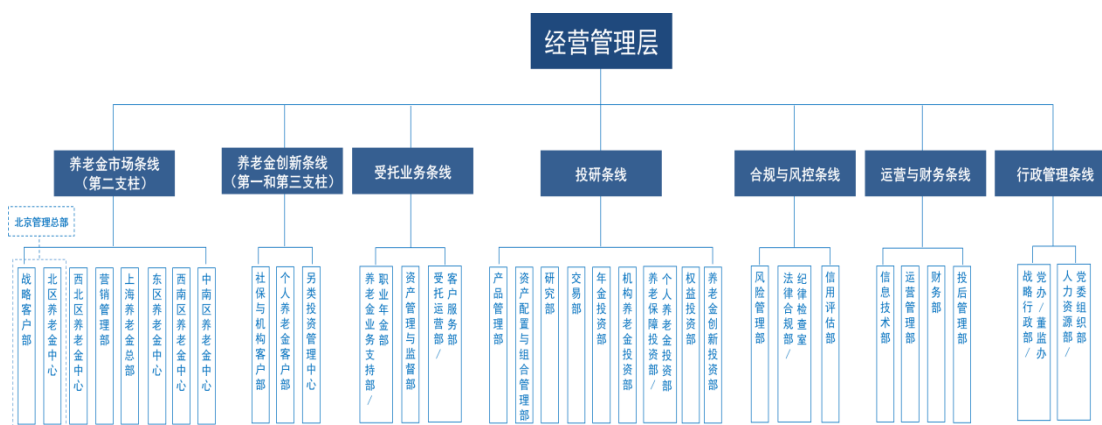 经营管理层
养老金市场条线
（第二支柱）
养老金创新条线
（第一和第三支柱）
受托业务条线
投研条线
合规与风控条线
运营与财务条线
行政管理条线
北京管理总部
战略客户部
北区养老金中心
西北区养老金中心
营销管理部
上海养老金总部
东区养老金中心
西南区养老金中心
中南区养老金中心
社保与机构客户部
个人养老金客户部
另类投资管理中心
养老金业务支持部/
职业年金部
资产管理与监督部
受托运营部/
客户服务部
产品管理部
资产配置与组合管理部
研究部
交易部
年金投资部
机构养老金投资部
养老保障投资部/
个人养老金投资部
权益投资部
养老金创新投资部
风险管理部
法律合规部/
纪律检查室
信用评估部
信息技术部
运营管理部
财务部
投后管理部
战略行政部/
党办/董监办
人力资源部/
党委组织部